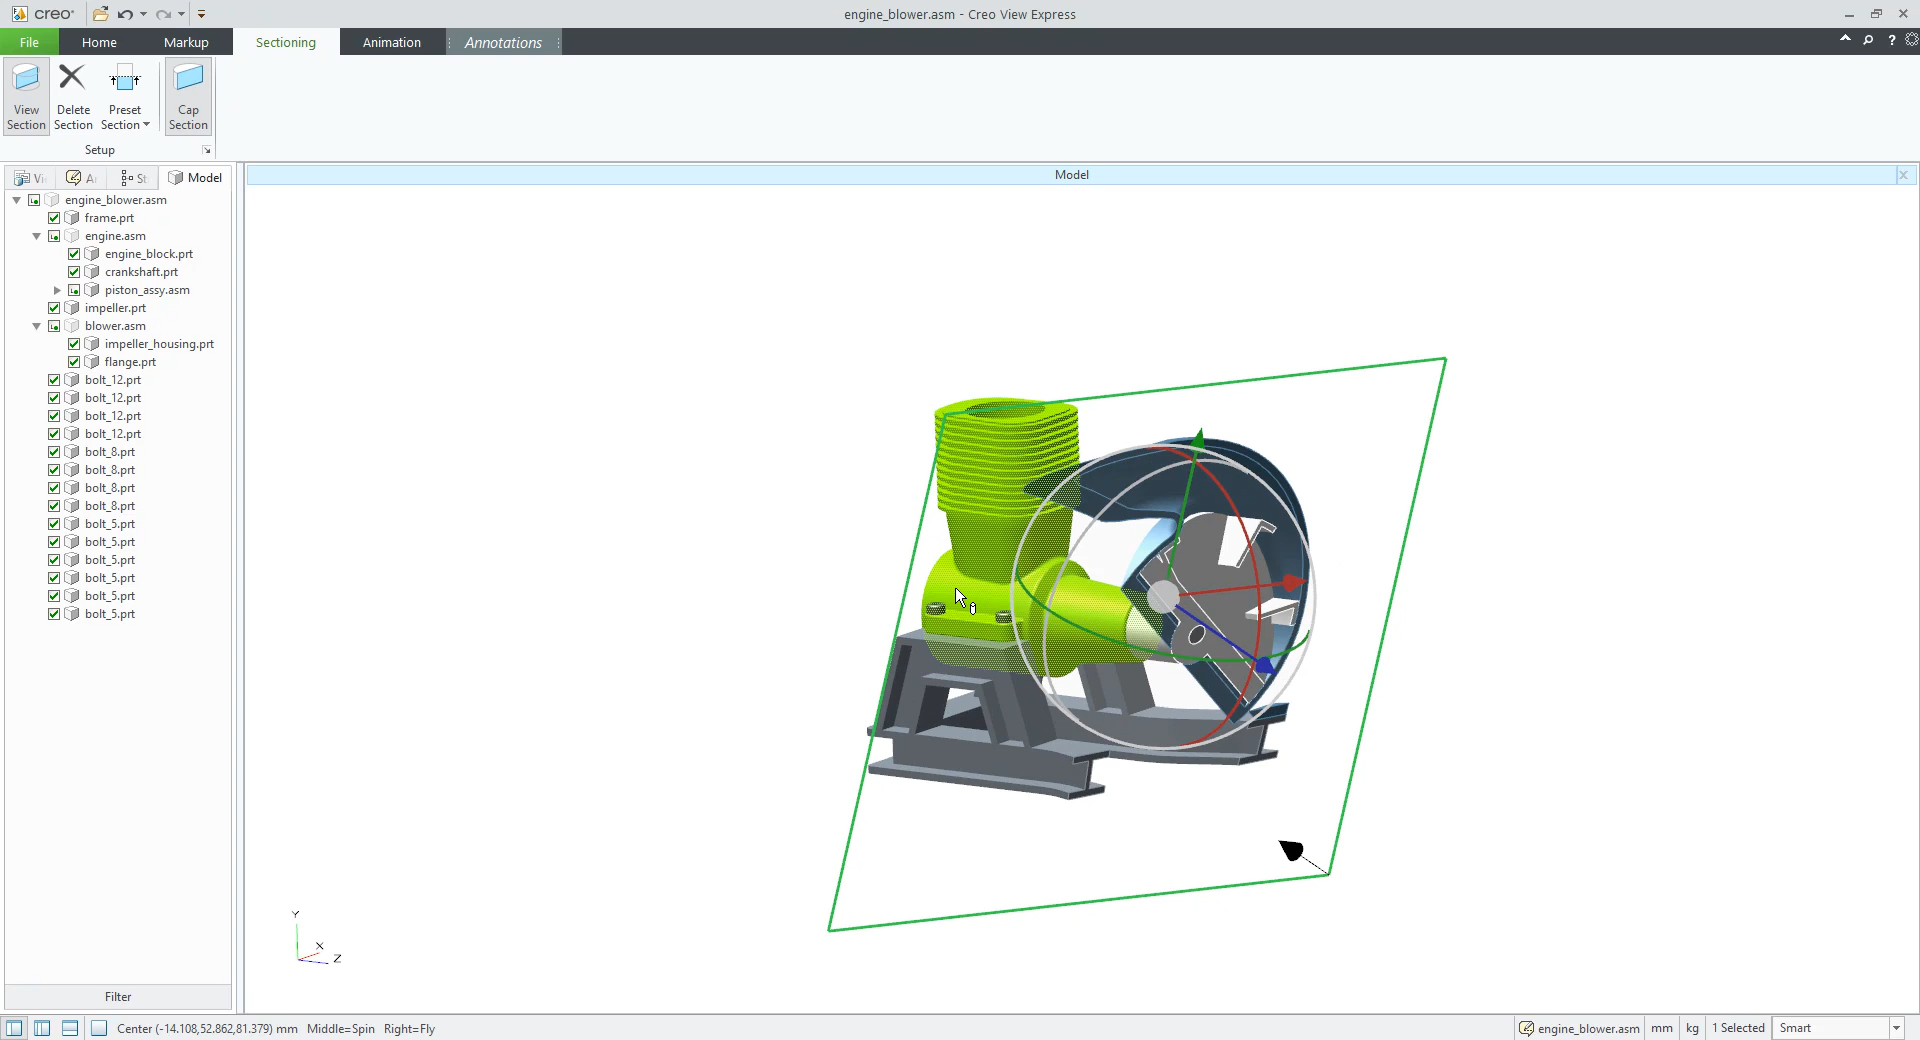 creo
engine_blower.asm - Creo View Express
File
Home
Markup
Sectioning
Animation
Annotations
?
View
Section
Delete
Section
Preset
Section
Cap
Section
Setup
Vi
A
St
Model
Model
engine_blower.asm
frame.prt
engine.asm
engine_block.prt
crankshaft.prt
piston_assy.asm
impeller.prt
blower.asm
impeller_housing.prt
flange.prt
bolt_12.prt
bolt_12.prt
bolt_12.prt
bolt_12.prt
bolt_8.prt
bolt_8.prt
bolt_8.prt
bolt_8.prt
bolt_5.prt
bolt_5.prt
bolt_5.prt
bolt_5.prt
bolt_5.prt
bolt_5.prt
Y
X
Z
Filter
Center (-14.108,52.862,81.379) mm Middle=Spin Right=Fly
engine_blower.asm
mm
kg
1 Selected
Smart